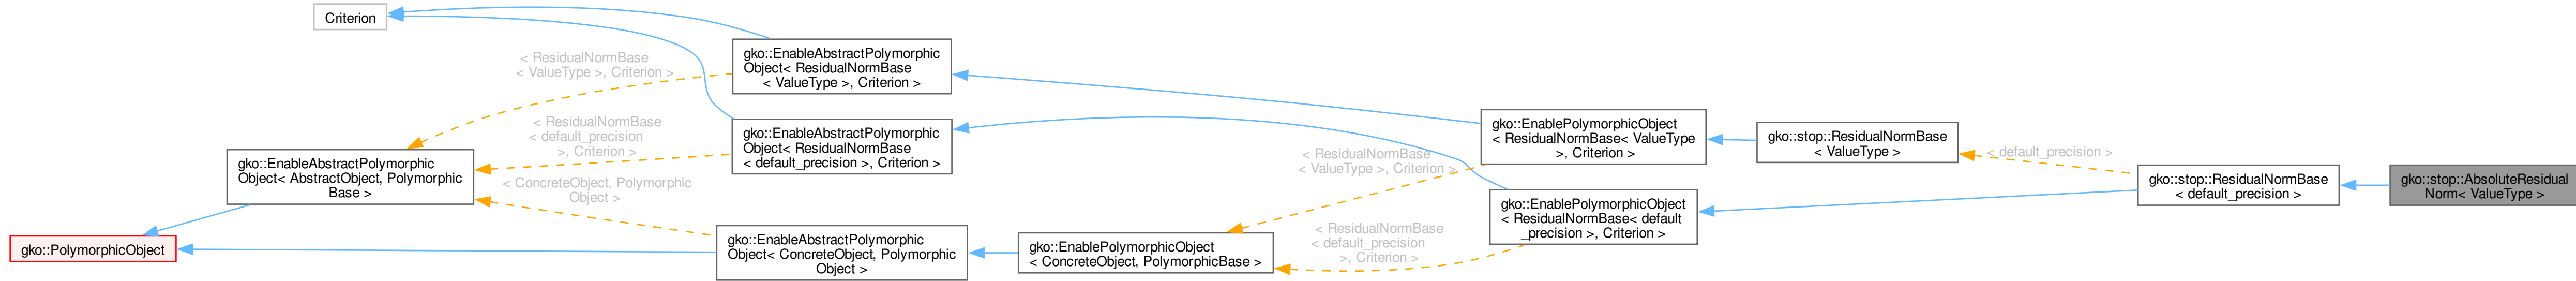 Criterion
gko::EnableAbstractPolymorphic
Object< ResidualNormBase
< ValueType >, Criterion >
< ResidualNormBase
< ValueType >, Criterion >
gko::EnableAbstractPolymorphic
Object< ResidualNormBase
< default_precision >, Criterion >
< ResidualNormBase
< default_precision
>, Criterion >
gko::EnableAbstractPolymorphic
Object< AbstractObject, Polymorphic
Base >
< ConcreteObject, Polymorphic
Object >
gko::PolymorphicObject
gko::EnableAbstractPolymorphic
Object< ConcreteObject, Polymorphic
Object >
gko::EnablePolymorphicObject
< ConcreteObject, PolymorphicBase >
< ResidualNormBase
< ValueType >, Criterion >
< ResidualNormBase
< default_precision
>, Criterion >
gko::EnablePolymorphicObject
< ResidualNormBase< ValueType
>, Criterion >
gko::EnablePolymorphicObject
< ResidualNormBase< default
_precision >, Criterion >
gko::stop::ResidualNormBase
< ValueType >
< default_precision >
gko::stop::ResidualNormBase
< default_precision >
gko::stop::AbsoluteResidual
Norm< ValueType >